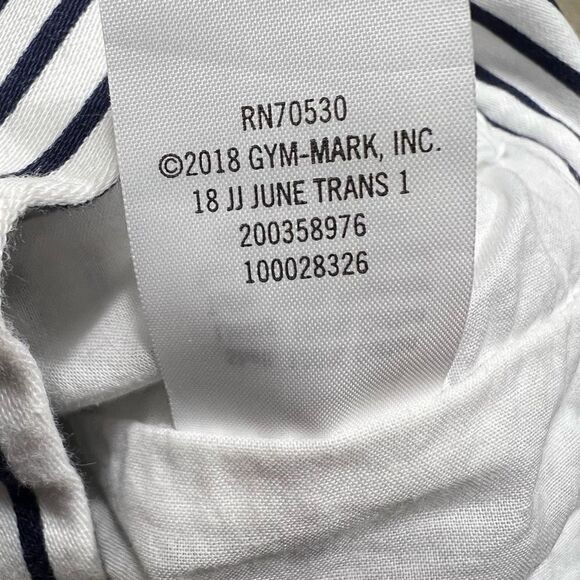 RN70530
©2018 GYM-MARK, INC.
18 JJ JUNE TRANS 1
200358976
100028326